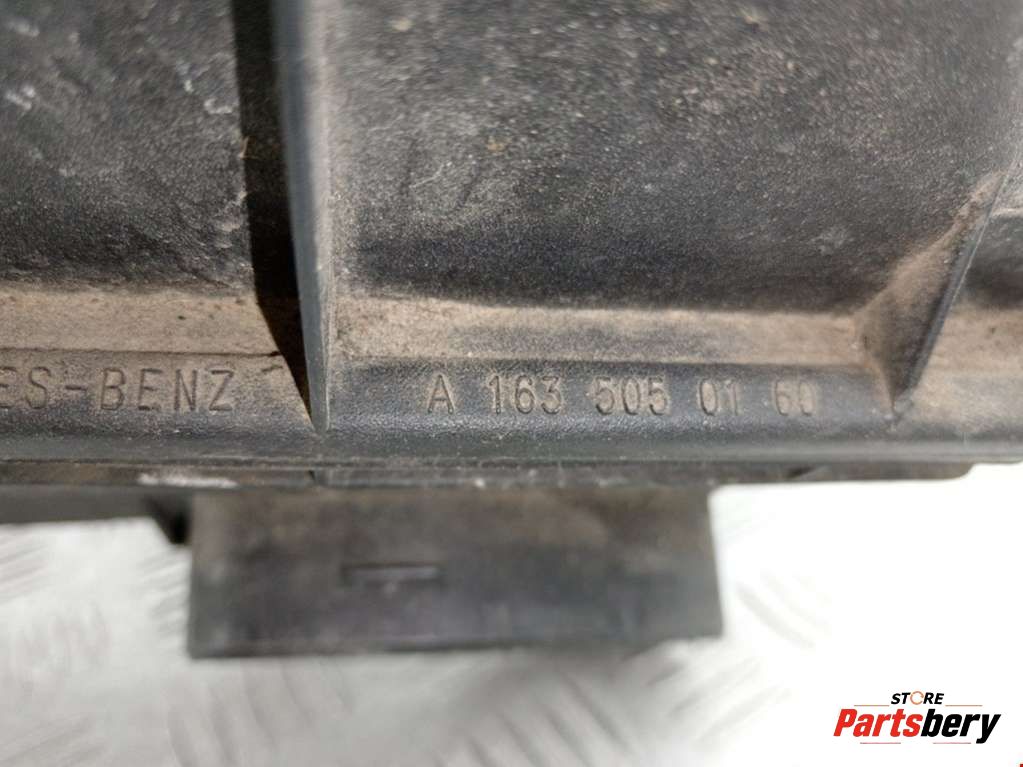 ES-BENZ
A 163 505 01 60
STORE
Partsbery